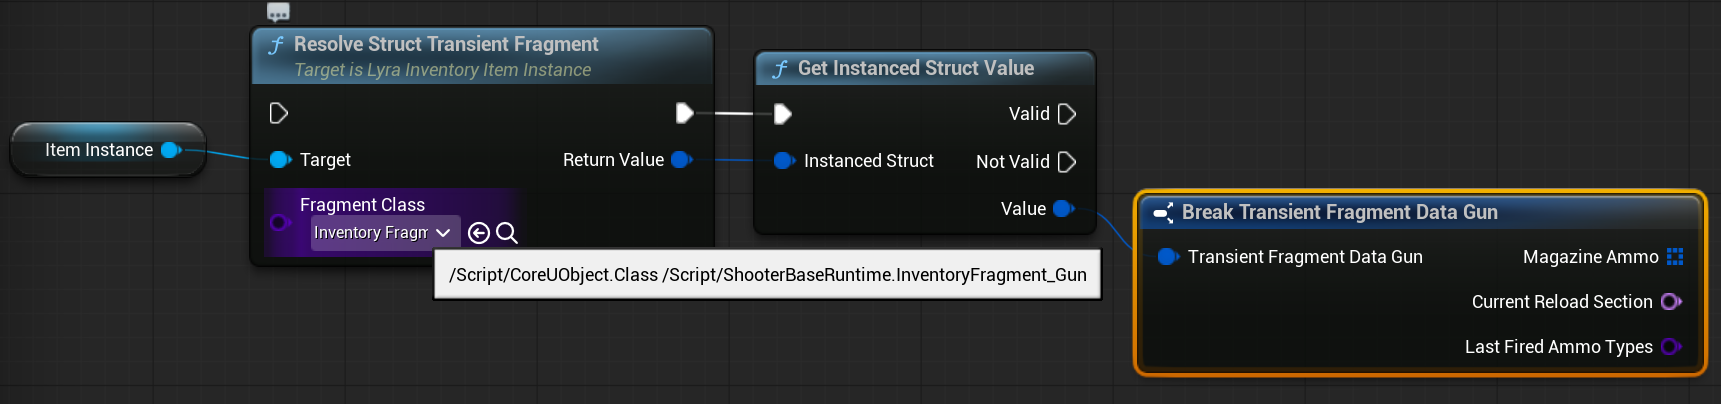 Resolve Struct Transient Fragment
Target is Lyra Inventory Item Instance
Item Instance
Target
Return Value
Fragment Class
Inventory Fragm
Get Instanced Struct Value
Valid
Instanced Struct
Not Valid
Value
/Script/CoreUObject.Class /Script/ShooterBaseRuntime.InventoryFragment_Gun
Break Transient Fragment Data Gun
Transient Fragment Data Gun
Magazine Ammo
Current Reload Section
Last Fired Ammo Types